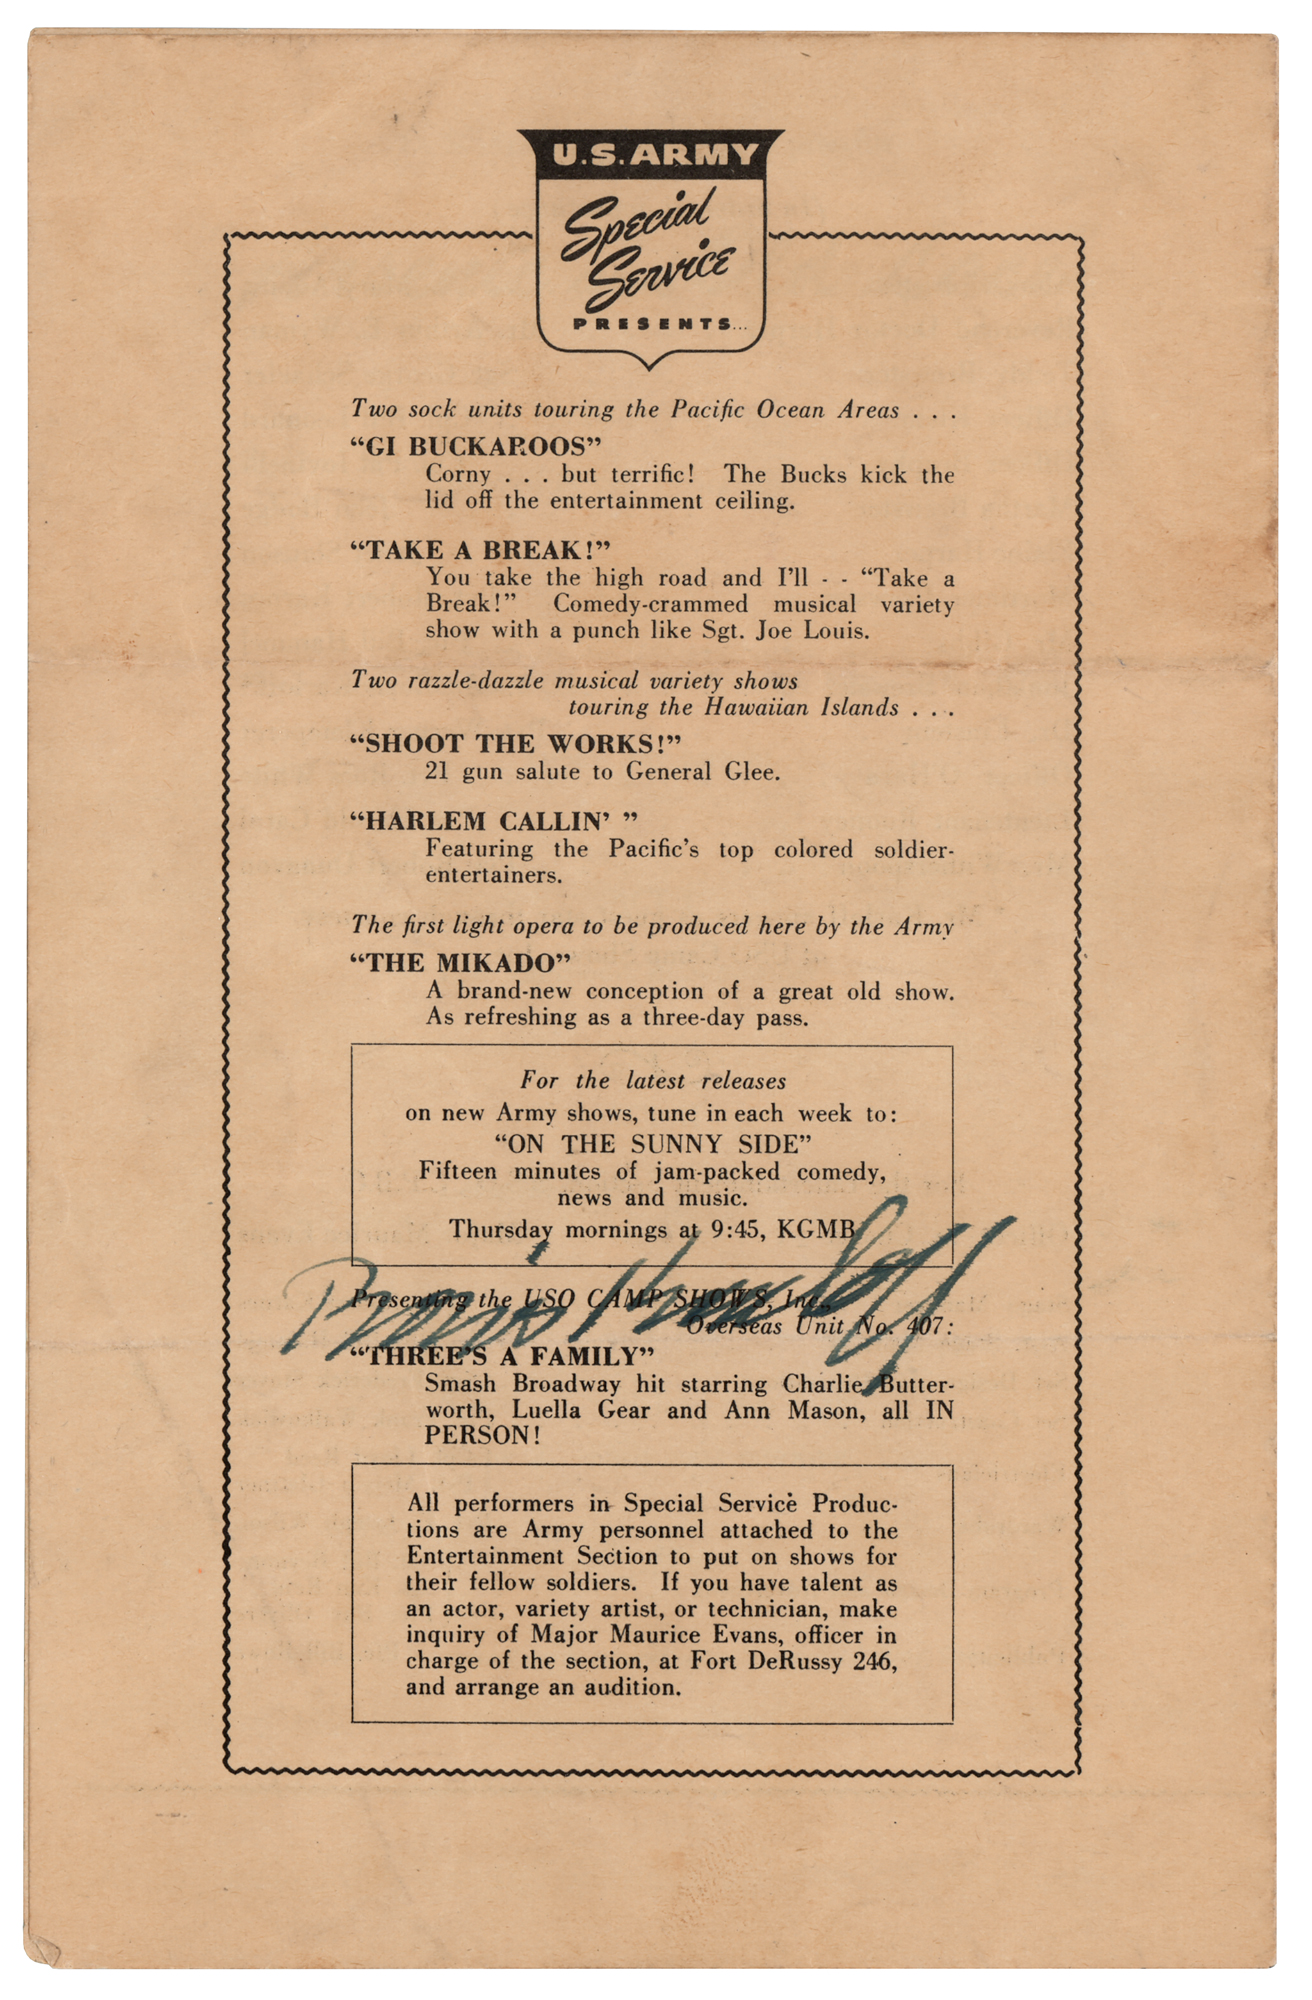 U.S. ARMY
Special
Service
PRESENTS...
Two sock units touring the Pacific Ocean Areas . . .
“GI BUCKAROOS”
Corny . . . but terrific! The Bucks kick the
lid off the entertainment ceiling.
“TAKE A BREAK!”
You take the high road and I’ll - - “Take a
Break!” Comedy-crammed musical variety
show with a punch like Sgt. Joe Louis.
Two razzle-dazzle musical variety shows
touring the Hawaiian Islands . . .
“SHOOT THE WORKS!”
21 gun salute to General Glee.
“HARLEM CALLIN’ ”
Featuring the Pacific’s top colored soldier-
entertainers.
The first light opera to be produced here by the Army
“THE MIKADO”
A brand-new conception of a great old show.
As refreshing as a three-day pass.
For the latest releases
on new Army shows, tune in each week to:
“ON THE SUNNY SIDE”
Fifteen minutes of jam-packed comedy,
news and music.
Thursday mornings at 9:45, KGMB
Presenting the USO CAMP SHOWS, Inc.,
Overseas Unit No. 407:
“THREE’S A FAMILY”
Smash Broadway hit starring Charlie Butter-
worth, Luella Gear and Ann Mason, all IN
PERSON!
All performers in Special Service Produc-
tions are Army personnel attached to the
Entertainment Section to put on shows for
their fellow soldiers. If you have talent as
an actor, variety artist, or technician, make
inquiry of Major Maurice Evans, officer in
charge of the section, at Fort DeRussy 246,
and arrange an audition.